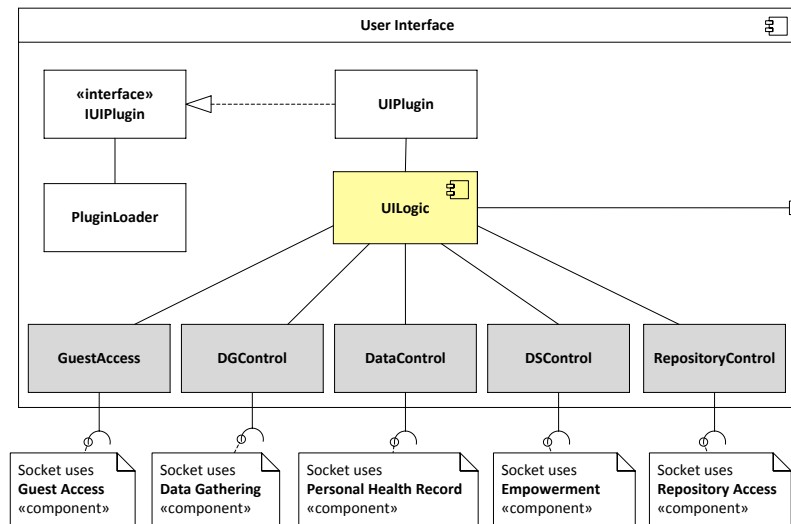 User Interface
«interface»
IUIPlugin
UIPlugin
PluginLoader
UILogic
GuestAccess
DGControl
DataControl
DSControl
RepositoryControl
Socket uses
Guest Access
«component»
Socket uses
Data Gathering
«component»
Socket uses
Personal Health Record
«component»
Socket uses
Empowerment
«component»
Socket uses
Repository Access
«component»